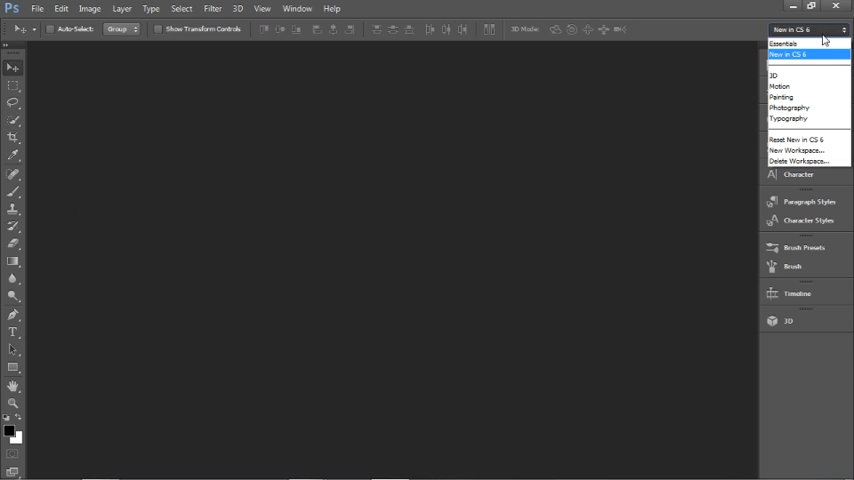 Ps File Edit Image Layer Type Select Filter 3D View Window Help
Auto-Select: Group Show Transform Controls 3D Mode: New in CS 6
Essentials
New in CS 6
3D
Motion
Painting
Photography
Typography
Reset New in CS 6
New Workspace...
Delete Workspace...
A| Character
Paragraph Styles
Character Styles
Brush Presets
Brush
Timeline
3D
T